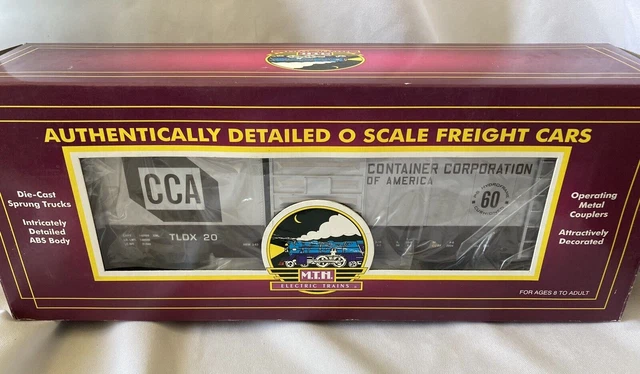 AUTHENTICALLY DETAILED O SCALE FREIGHT CARS
Die-Cast
Sprung Trucks
Intricately
Detailed
ABS Body
CCA
TLDX 20
CONTAINER CORPORATION
OF AMERICA
60
M.T.H.
ELECTRIC TRAINS
Operating
Metal
Couplers
Attractively
Decorated
FOR AGES 8 TO ADULT